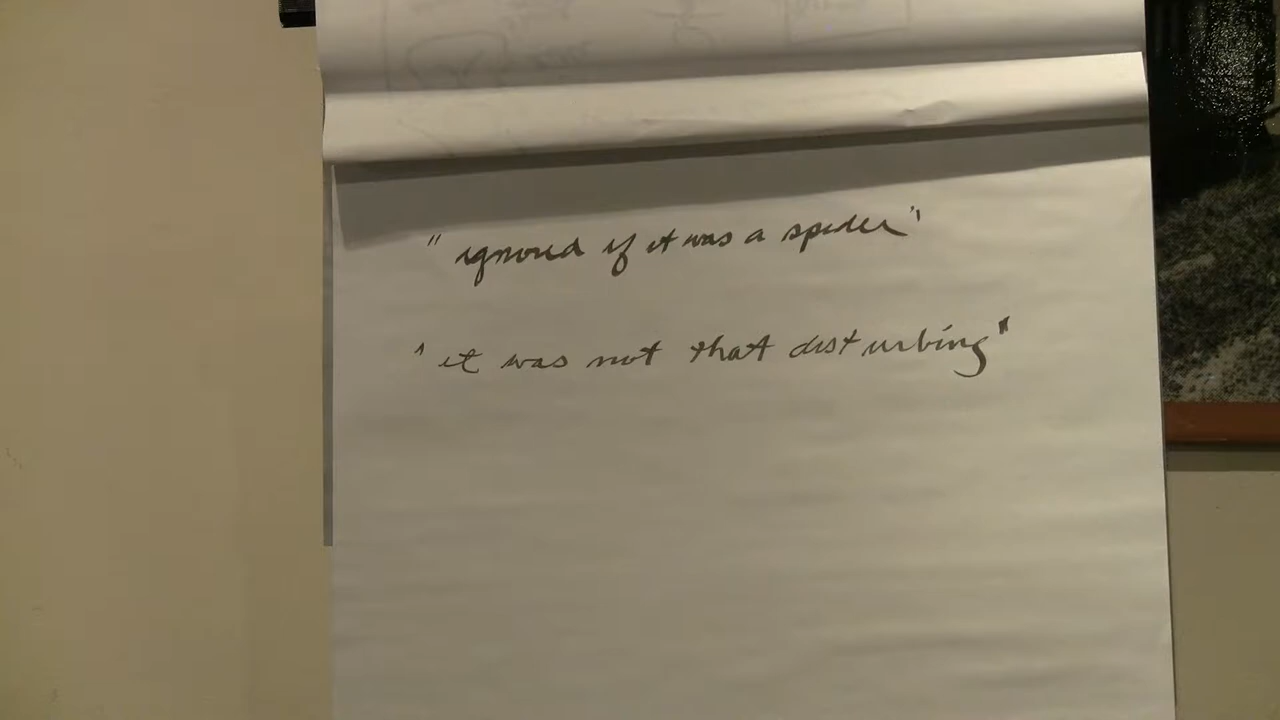 "ignored if it was a spider"
"it was not that disturbing"